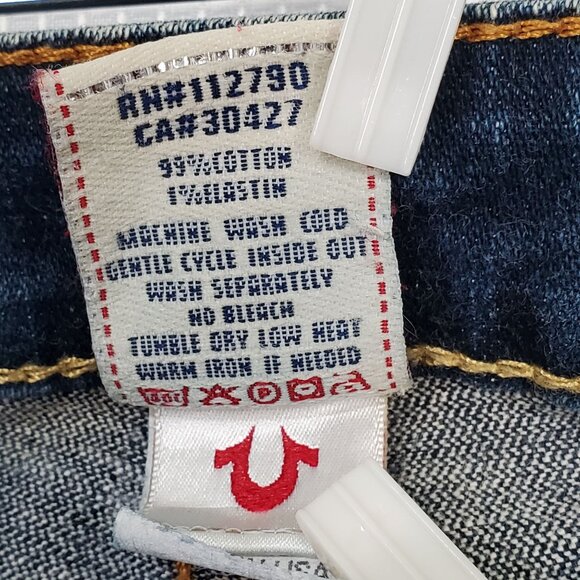 RN#112790
CA#30427
99%COTTON
1%ELASTIN
MACHINE WASH COLD
GENTLE CYCLE INSIDE OUT
WASH SEPARATELY
NO BLEACH
TUMBLE DRY LOW HEAT
WARM IRON IF NEEDED
USA